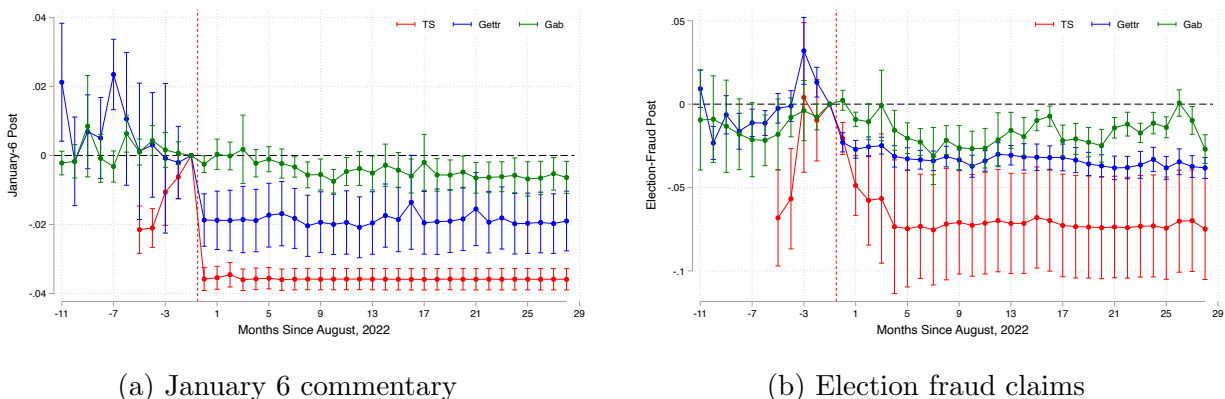 TS Gettr Gab
January-6 Post
.04
.02
0
-.02
-.04
-11 -7 -3 1 5 9 13 17 21 25 29
Months Since August, 2022
(a) January 6 commentary
TS Gettr Gab
Election-Fraud Post
.05
0
-.05
-.1
-11 -7 -3 1 5 9 13 17 21 25 29
Months Since August, 2022
(b) Election fraud claims